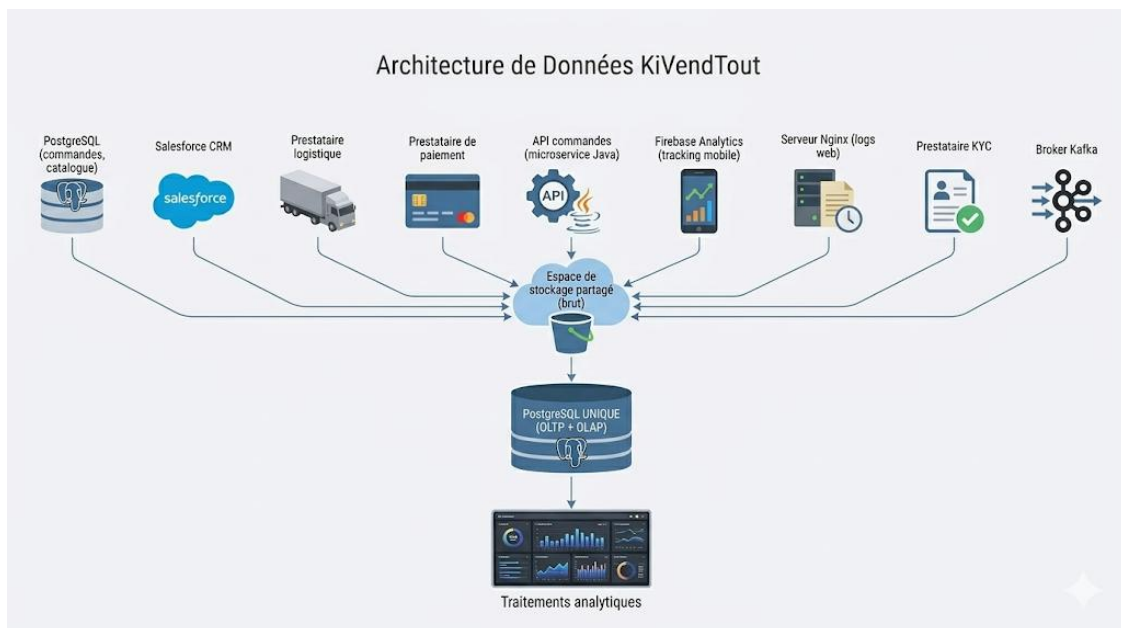 Architecture de Données KiVendTout
PostgreSQL
(commandes,
catalogue)
Salesforce CRM
Prestataire
logistique
Prestataire de
paiement
API commandes
(microservice Java)
Firebase Analytics
(tracking mobile)
Serveur Nginx (logs
web)
Prestataire KYC
Broker Kafka
salesforce
API
Espace de
stockage partagé
(brut)
PostgreSQL UNIQUE
(OLTP + OLAP)
Traitements analytiques